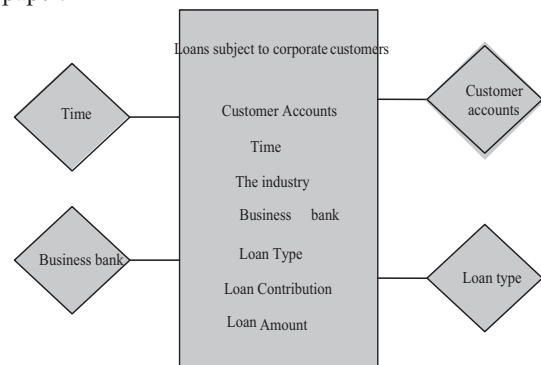 Loans subject to corporate customers
Customer Accounts
Time
The industry
Business bank
Loan Type
Loan Contribution
Loan Amount
Time
Business bank
Customer
accounts
Loan type